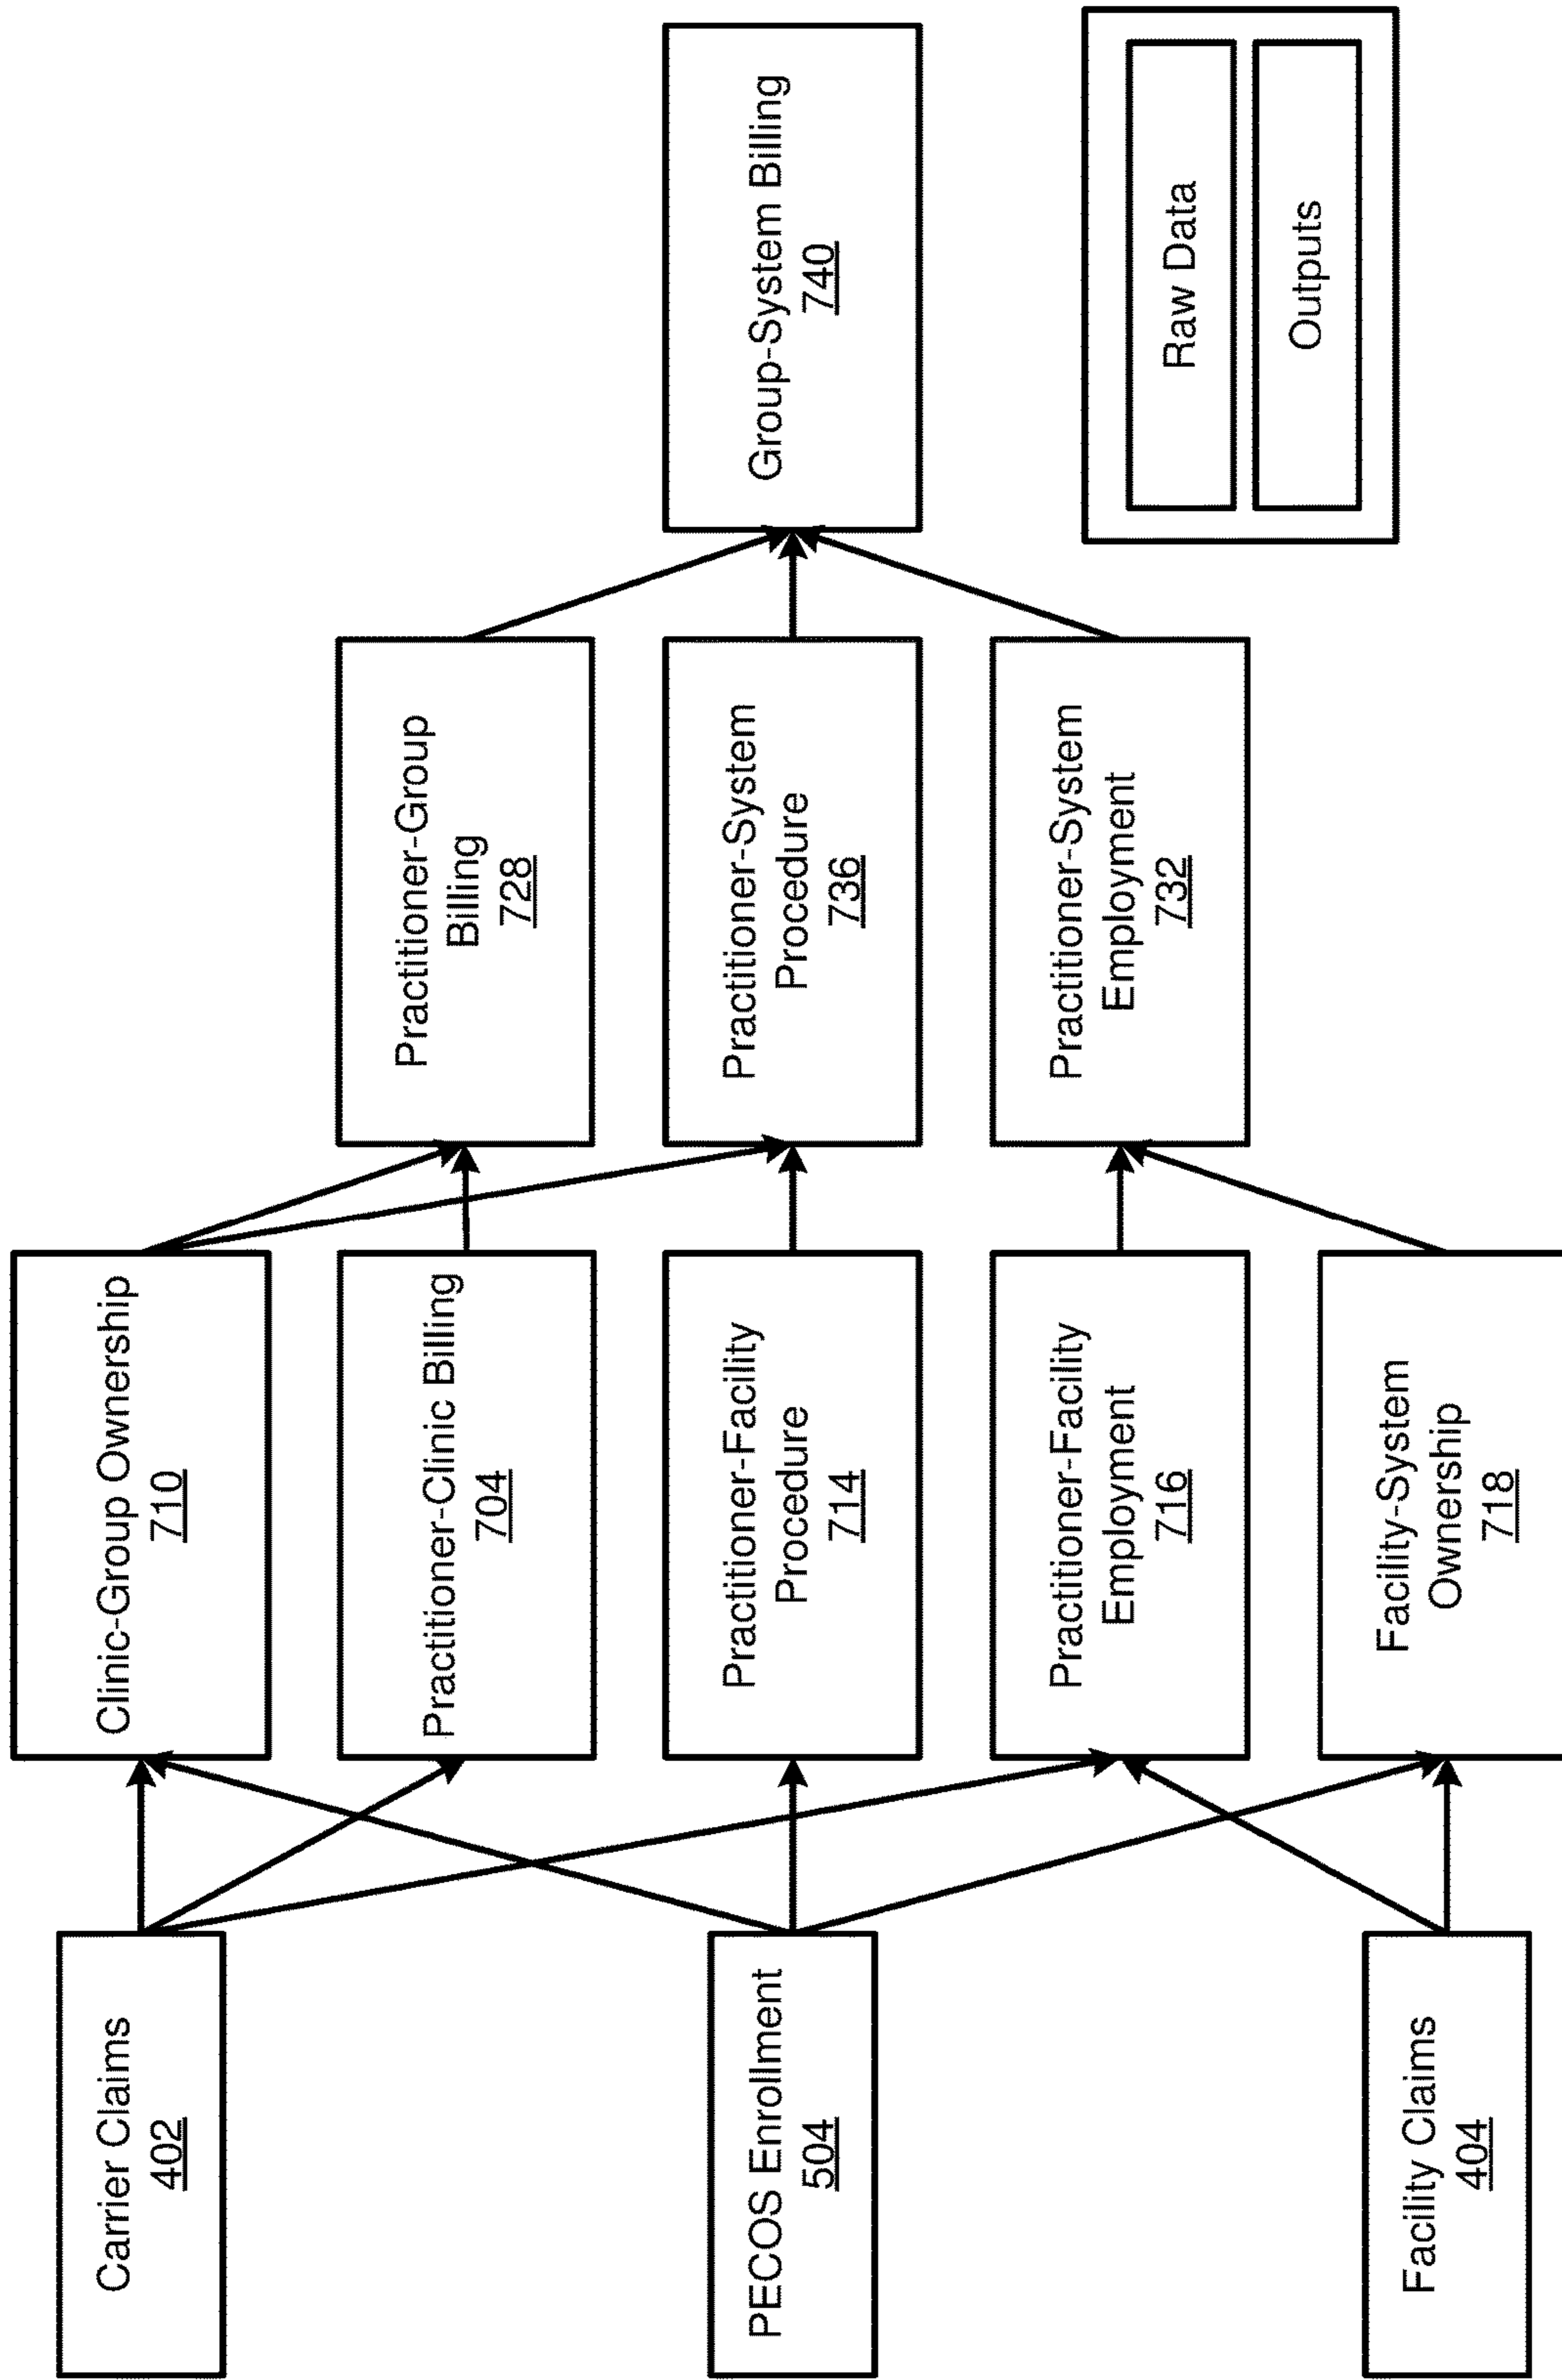 Carrier Claims
402
PECOS Enrollment
504
Facility Claims
404
Clinic-Group Ownership
710
Practitioner-Clinic Billing
704
Practitioner-Facility
Procedure
714
Practitioner-Facility
Employment
716
Facility-System
Ownership
718
Practitioner-Group
Billing
728
Practitioner-System
Procedure
736
Practitioner-System
Employment
732
Group-System Billing
740
Raw Data
Outputs